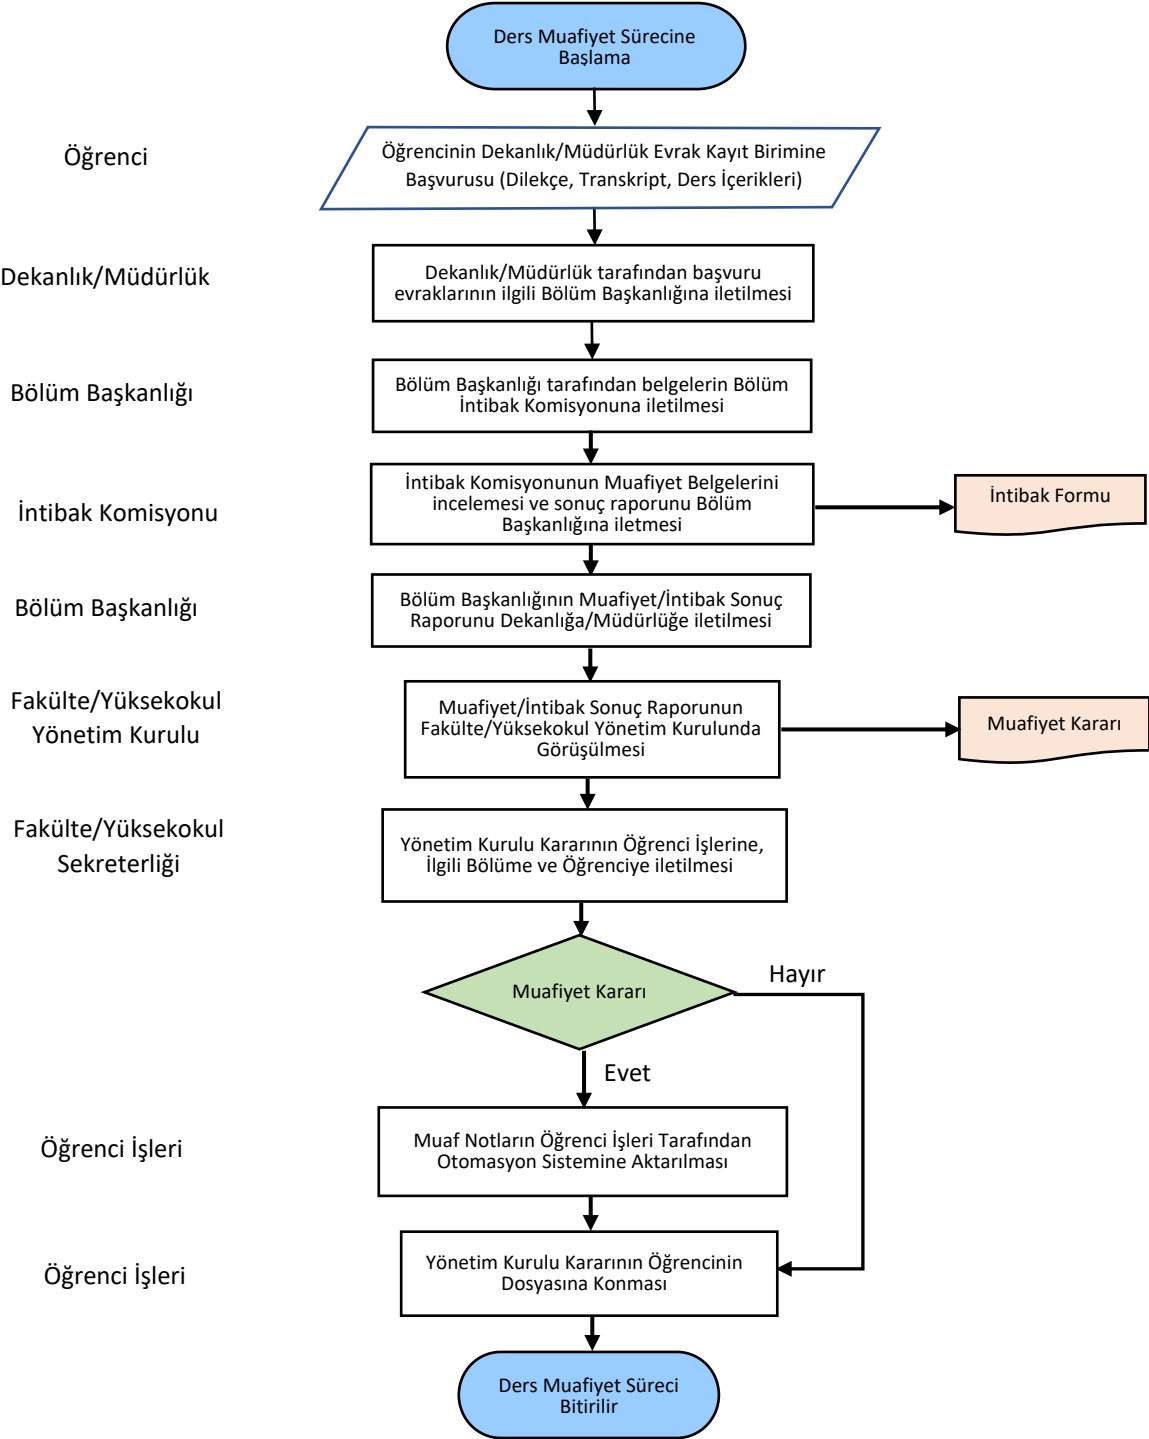 Ders Muafiyet Sürecine
Başlama
Öğrenci
Öğrencinin Dekanlık/Müdürlük Evrak Kayıt Birimine
Başvurusu (Dilekçe, Transkript, Ders İçerikleri)
Dekanlık/Müdürlük
Dekanlık/Müdürlük tarafından başvuru
evraklarının ilgili Bölüm Başkanlığına iletilmesi
Bölüm Başkanlığı
Bölüm Başkanlığı tarafından belgelerin Bölüm
İntibak Komisyonuna iletilmesi
İntibak Komisyonu
İntibak Komisyonunun Muafiyet Belgelerini
incelemesi ve sonuç raporunu Bölüm
Başkanlığına iletmesi
İntibak Formu
Bölüm Başkanlığı
Bölüm Başkanlığının Muafiyet/İntibak Sonuç
Raporunu Dekanlığa/Müdürlüğe iletilmesi
Fakülte/Yüksekokul
Yönetim Kurulu
Muafiyet/İntibak Sonuç Raporunun
Fakülte/Yüksekokul Yönetim Kurulunda
Görüşülmesi
Muafiyet Kararı
Fakülte/Yüksekokul
Sekreterliği
Yönetim Kurulu Kararının Öğrenci İşlerine,
İlgili Bölüme ve Öğrenciye iletilmesi
Muafiyet Kararı
Hayır
Evet
Öğrenci İşleri
Muaf Notların Öğrenci İşleri Tarafından
Otomasyon Sistemine Aktarılması
Öğrenci İşleri
Yönetim Kurulu Kararının Öğrencinin
Dosyasına Konması
Ders Muafiyet Süreci
Bitirilir